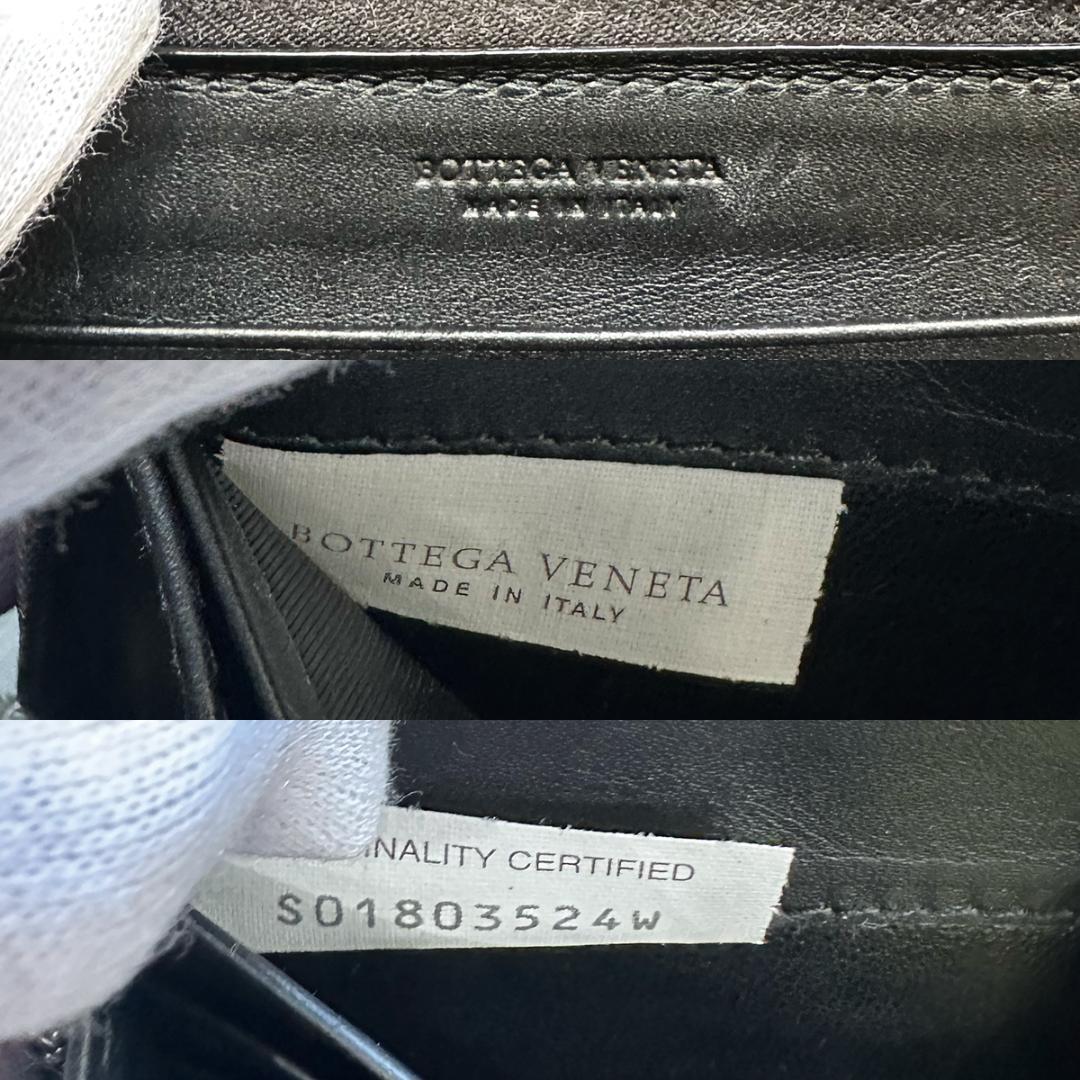 BOTTEGA VENETA
MADE IN ITALY
BOTTEGA VENETA
MADE IN ITALY
INALITY CERTIFIED
S01803524W